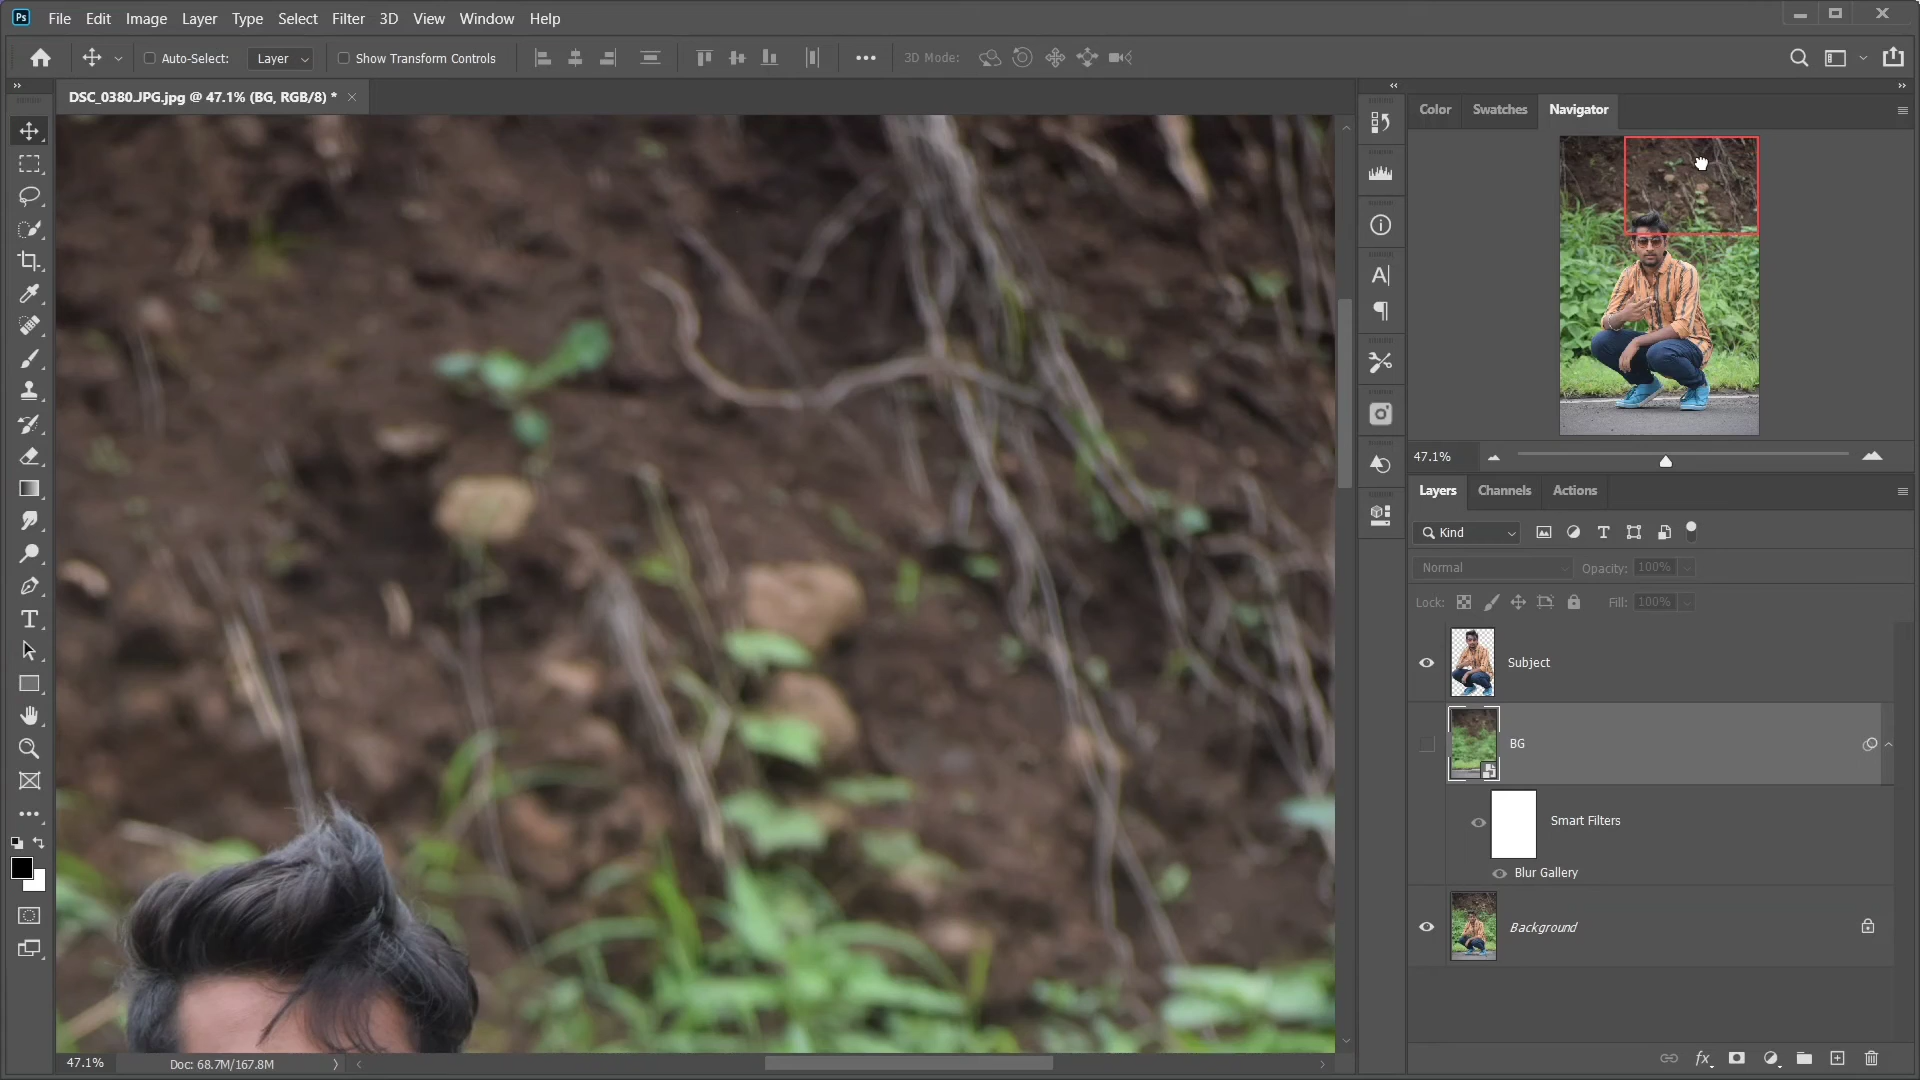 Ps File Edit Image Layer Type Select Filter 3D View Window Help
Auto-Select: Layer Show Transform Controls 3D Mode:
DSC_0380.JPG.jpg @ 47.1% (BG, RGB/8) *
Color Swatches Navigator
47.1%
Layers Channels Actions
Kind
Normal Opacity: 100%
Lock: Fill: 100%
Subject
BG
Smart Filters
Blur Gallery
Background
47.1% Doc: 68.7M/167.8M